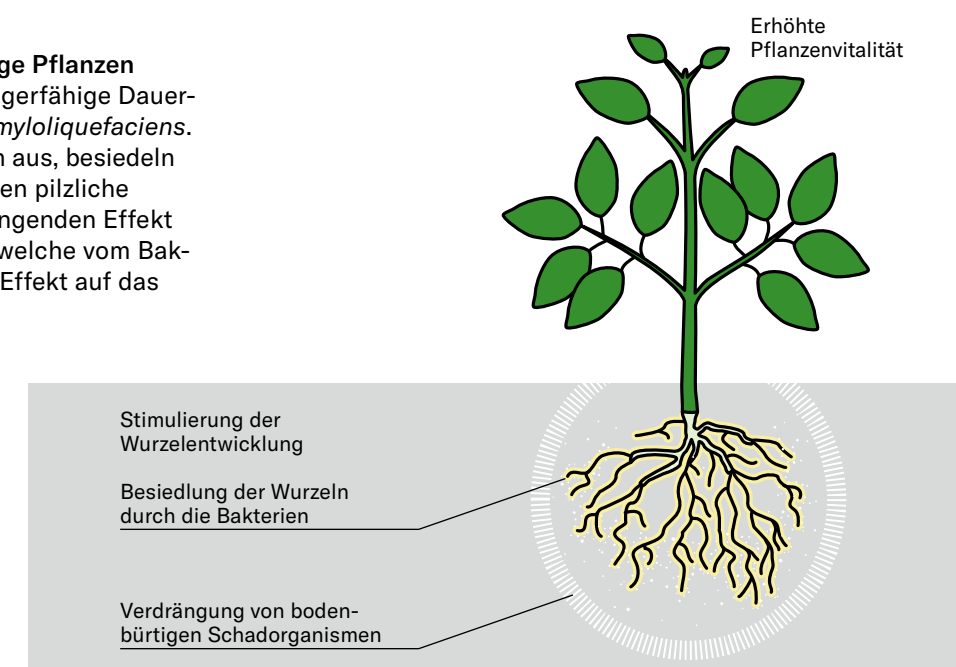 ge Pflanzen
gerfähige Dauer-
myloliquefaciens.
n aus, besiedeln
en pilzliche
ngenden Effekt
welche vom Bak-
Effekt auf das
Erhöhte
Pflanzenvitalität
Stimulierung der
Wurzelentwicklung
Besiedlung der Wurzeln
durch die Bakterien
Verdrängung von boden-
bürtigen Schadorganismen